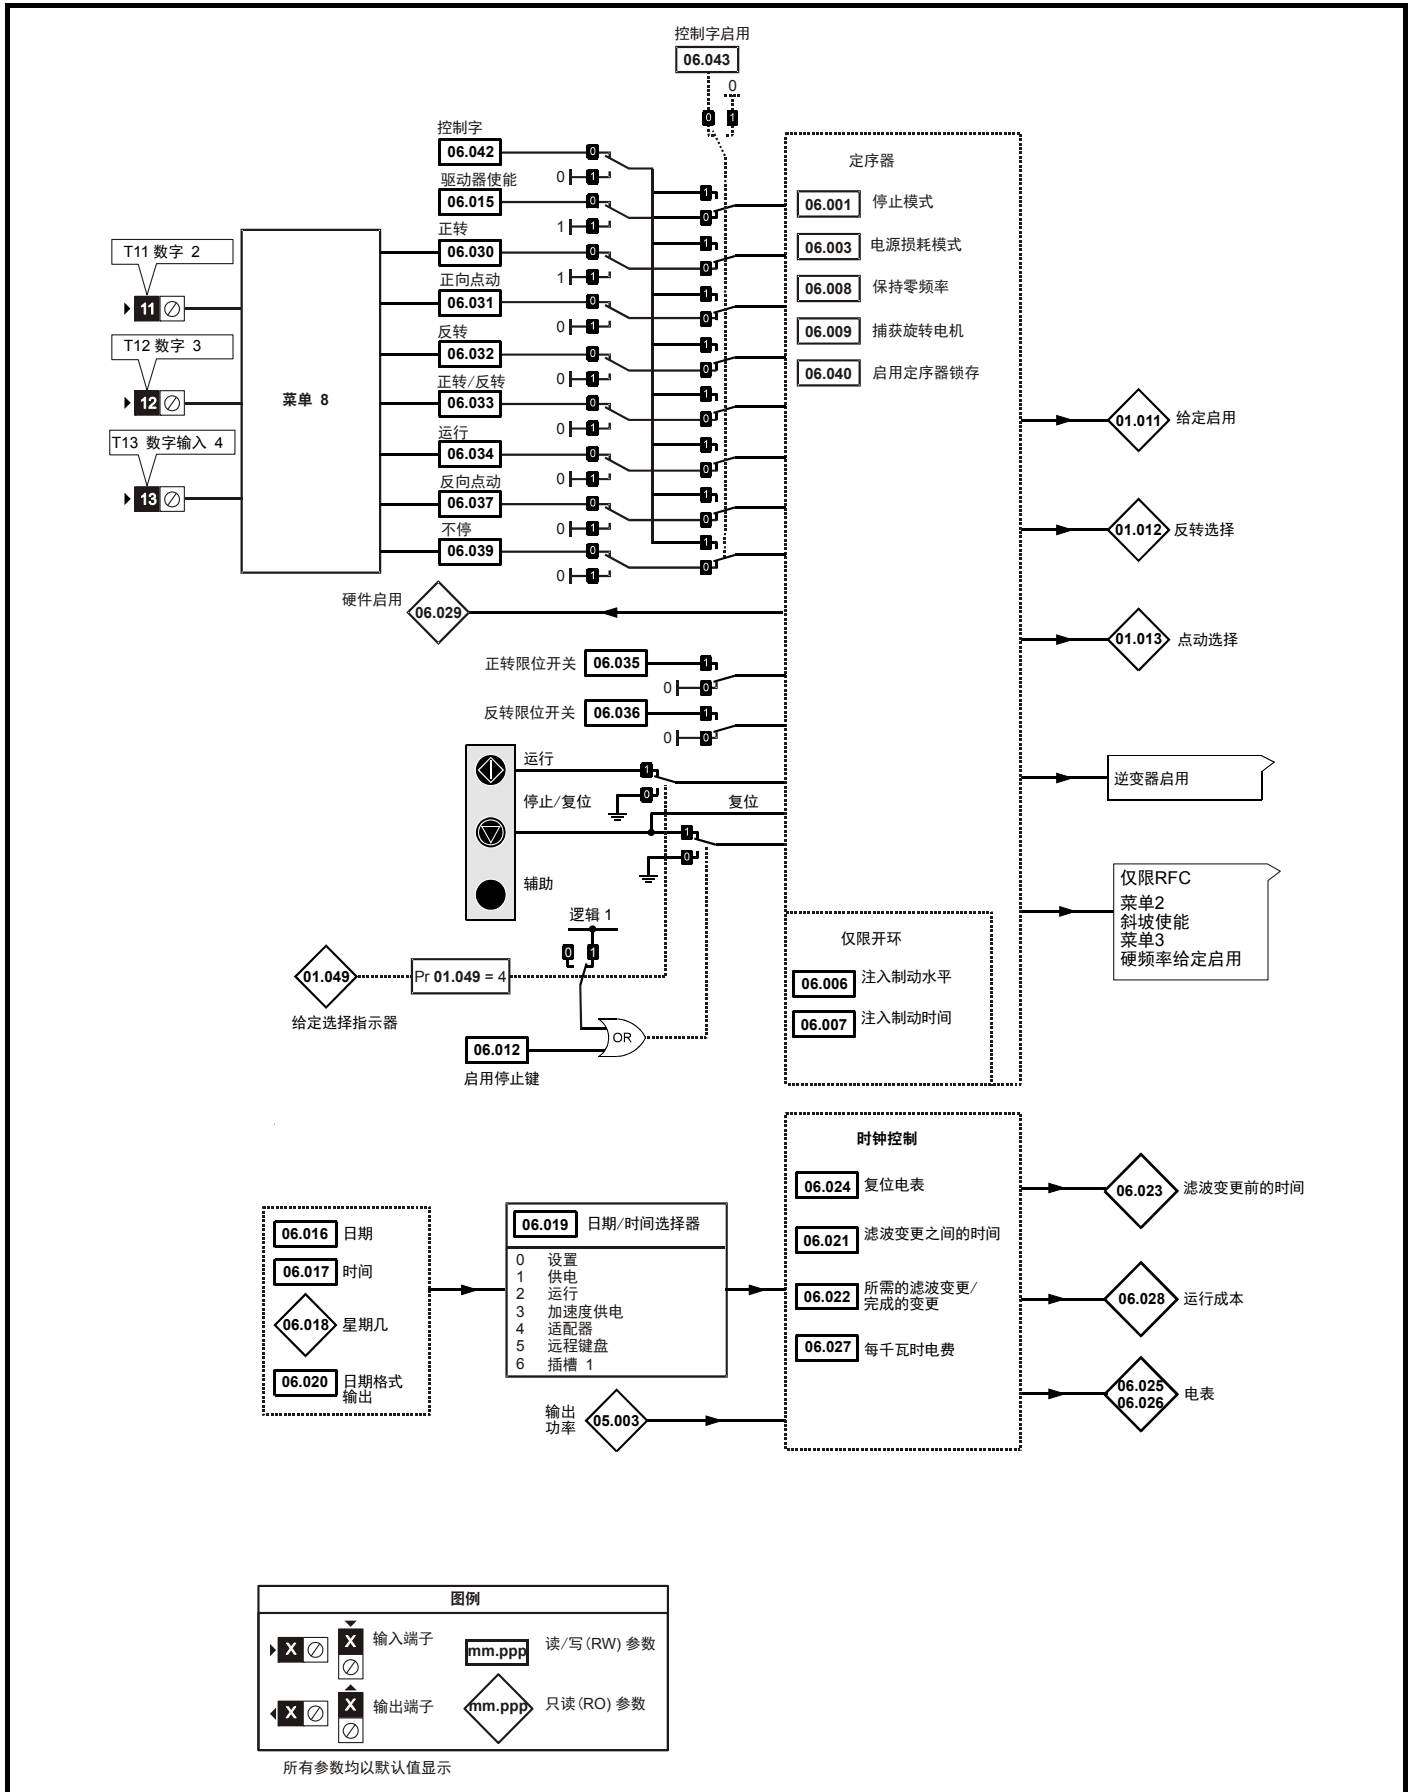 控制字启用
06.043
0
0 1
控制字
06.042
0
0 1
驱动器使能
06.015
0
1 1
正转
06.030
0
1 1
正向点动
06.031
0
0 1
反转
06.032
0
0 1
正转/反转
06.033
0
0 1
运行
06.034
0
0 1
反向点动
06.037
0
0 1
不停
06.039
0
0 1
1
0
1
0
1
0
1
0
1
0
1
0
1
0
1
0
T11 数字 2
11
T12 数字 3
12
T13 数字输入 4
13
菜单 8
硬件启用
06.029
正转限位开关
06.035
1
0 0
反转限位开关
06.036
1
0 0
运行
1
停止/复位
0
复位
1
0
辅助
逻辑 1
0 1
01.049
Pr 01.049 = 4
给定选择指示器
OR
06.012
启用停止键
定序器
06.001 停止模式
06.003 电源损耗模式
06.008 保持零频率
06.009 捕获旋转电机
06.040 启用定序器锁存
仅限开环
06.006 注入制动水平
06.007 注入制动时间
01.011 给定启用
01.012 反转选择
01.013 点动选择
逆变器启用
仅限RFC
菜单2
斜坡使能
菜单3
硬频率给定启用
06.016 日期
06.017 时间
06.018 星期几
06.020 日期格式
输出
06.019 日期/时间选择器
0 设置
1 供电
2 运行
3 加速度供电
4 适配器
5 远程键盘
6 插槽 1
输出
功率
05.003
时钟控制
06.024 复位电表
06.021 滤波变更之间的时间
06.022 所需的滤波变更/
完成的变更
06.027 每千瓦时电费
06.023 滤波变更前的时间
06.028 运行成本
06.025
06.026
电表
图例
X X 输入端子
mm.ppp 读/写(RW) 参数
X X 输出端子
mm.ppp 只读(RO) 参数
所有参数均以默认值显示